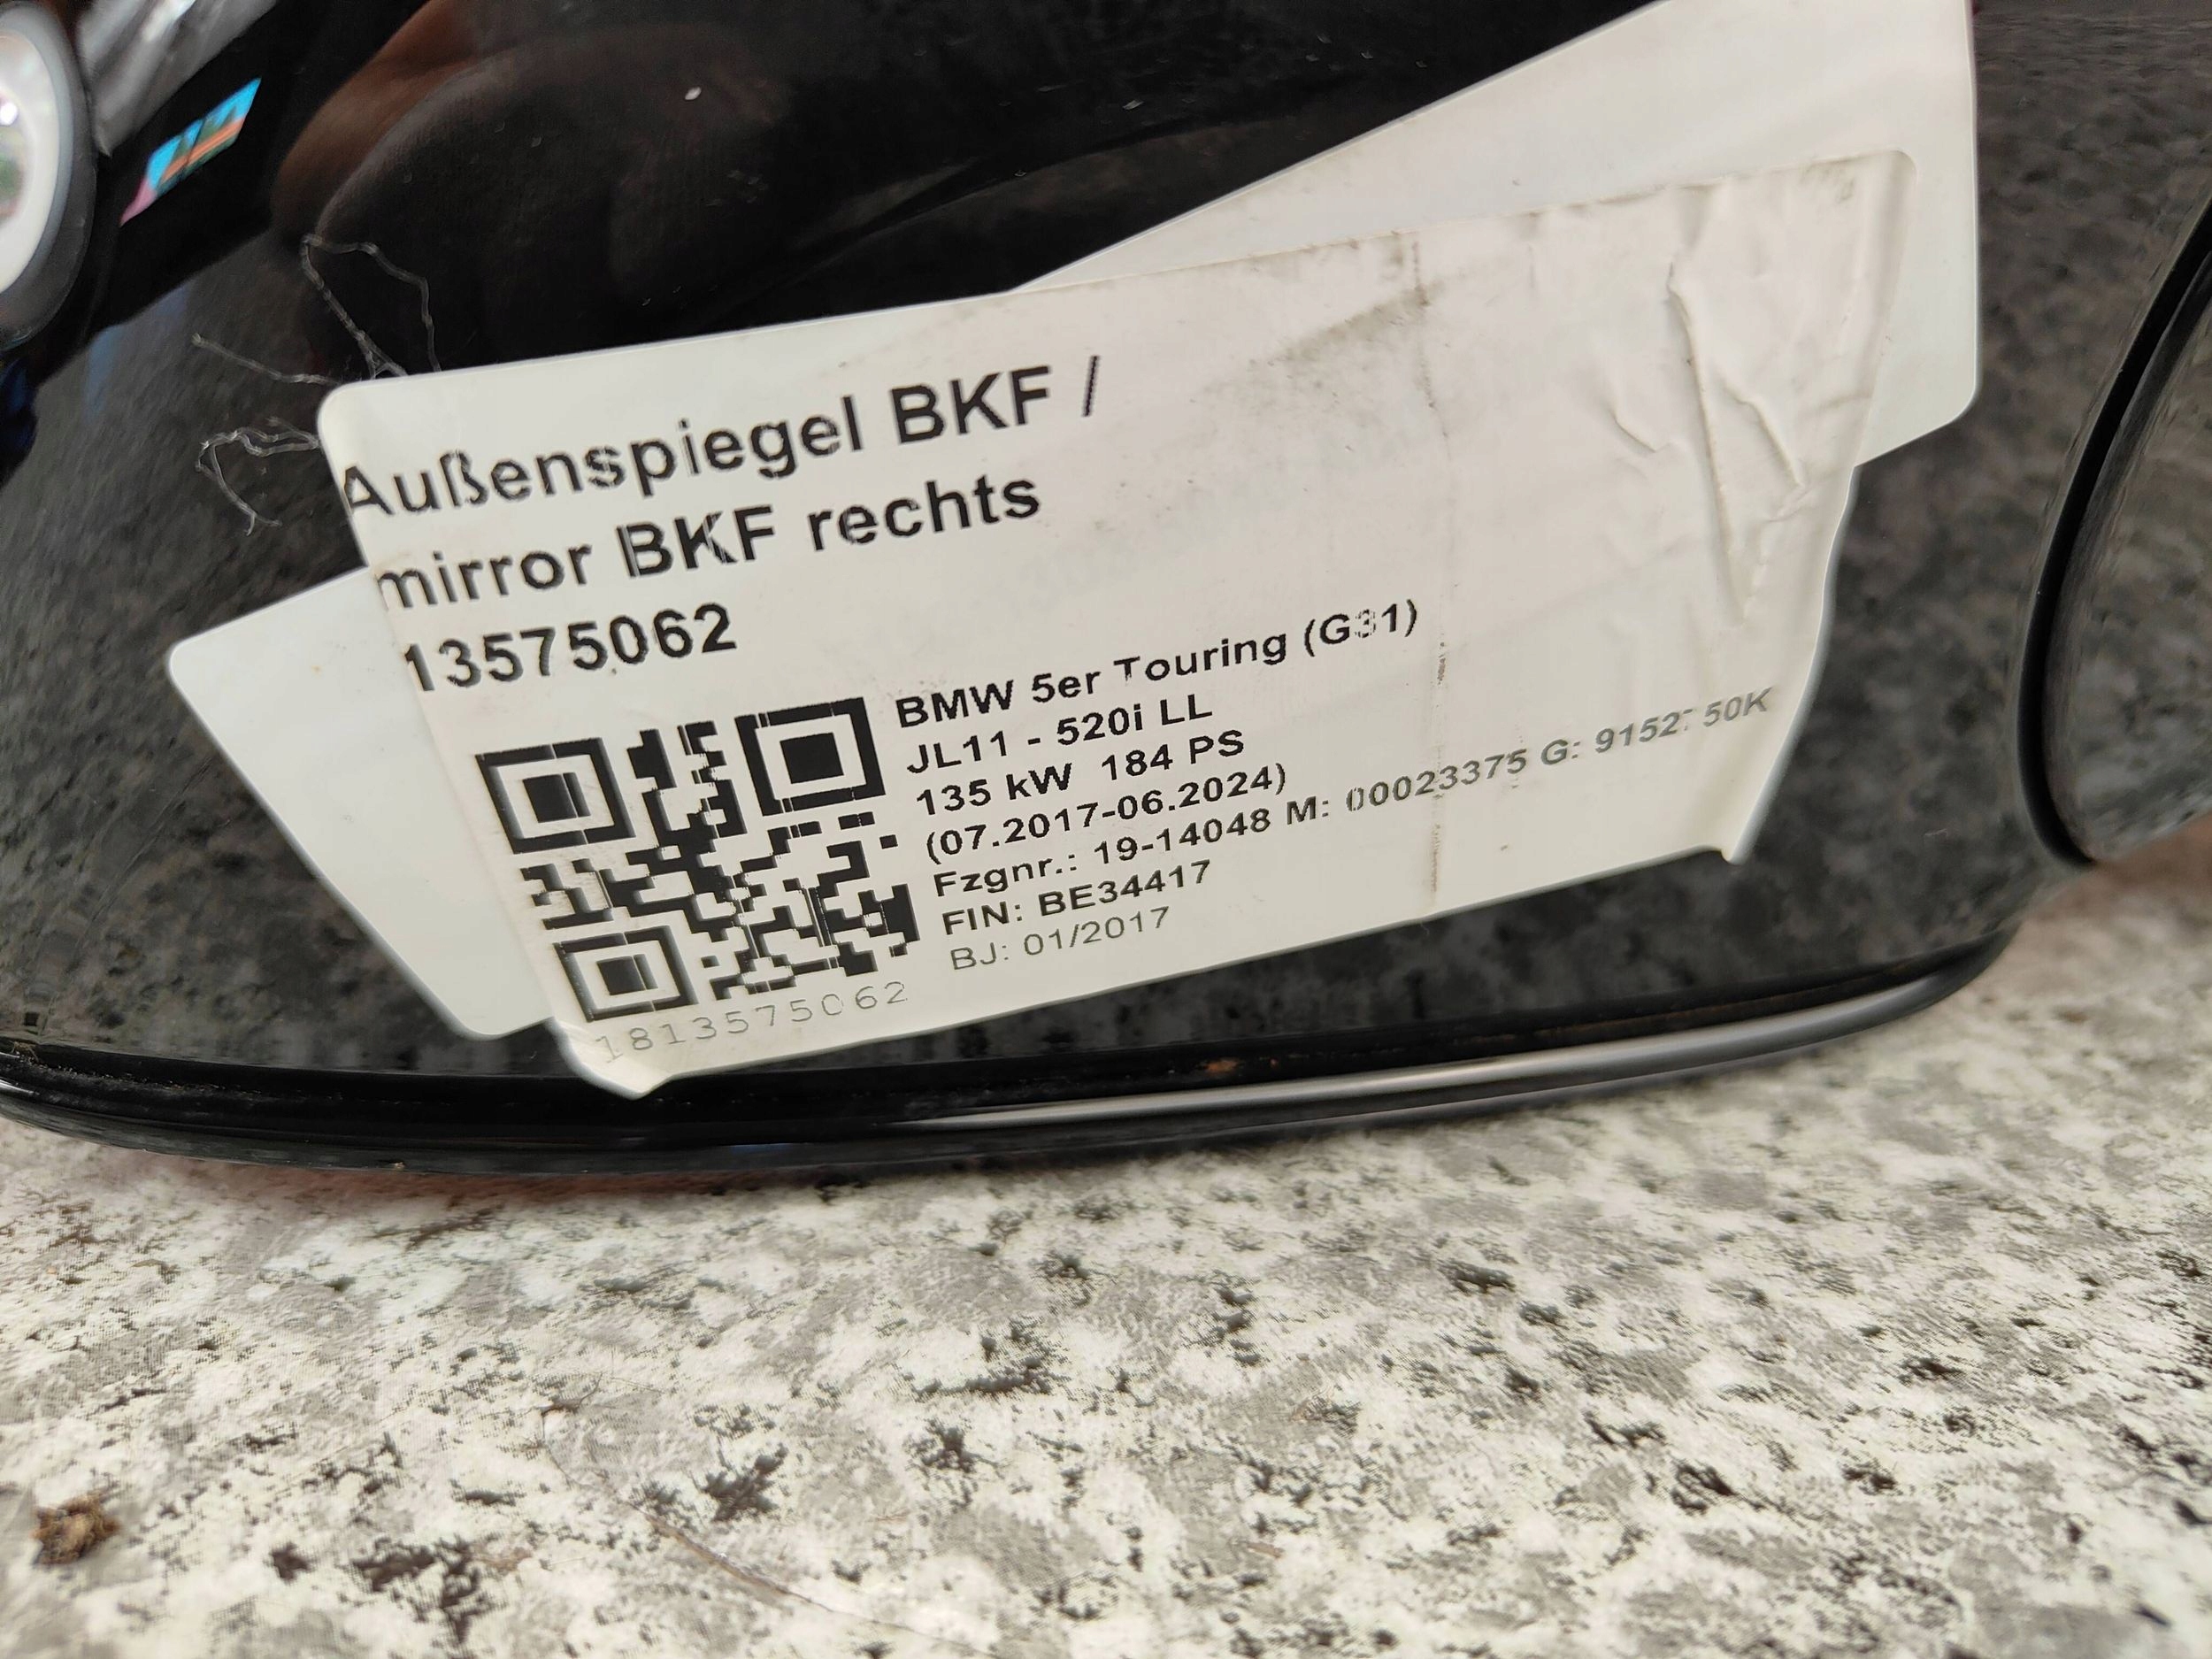 Außenspiegel BKF /
mirror BKF rechts
13575062
BMW 5er Touring (G31)
JL11 - 520i LL
135 kW 184 PS
(07.2017-06.2024)
Fzgnr.: 19-14048 M: 00023375 G:
FIN: BE34417
BJ: 01/2017
1813575062